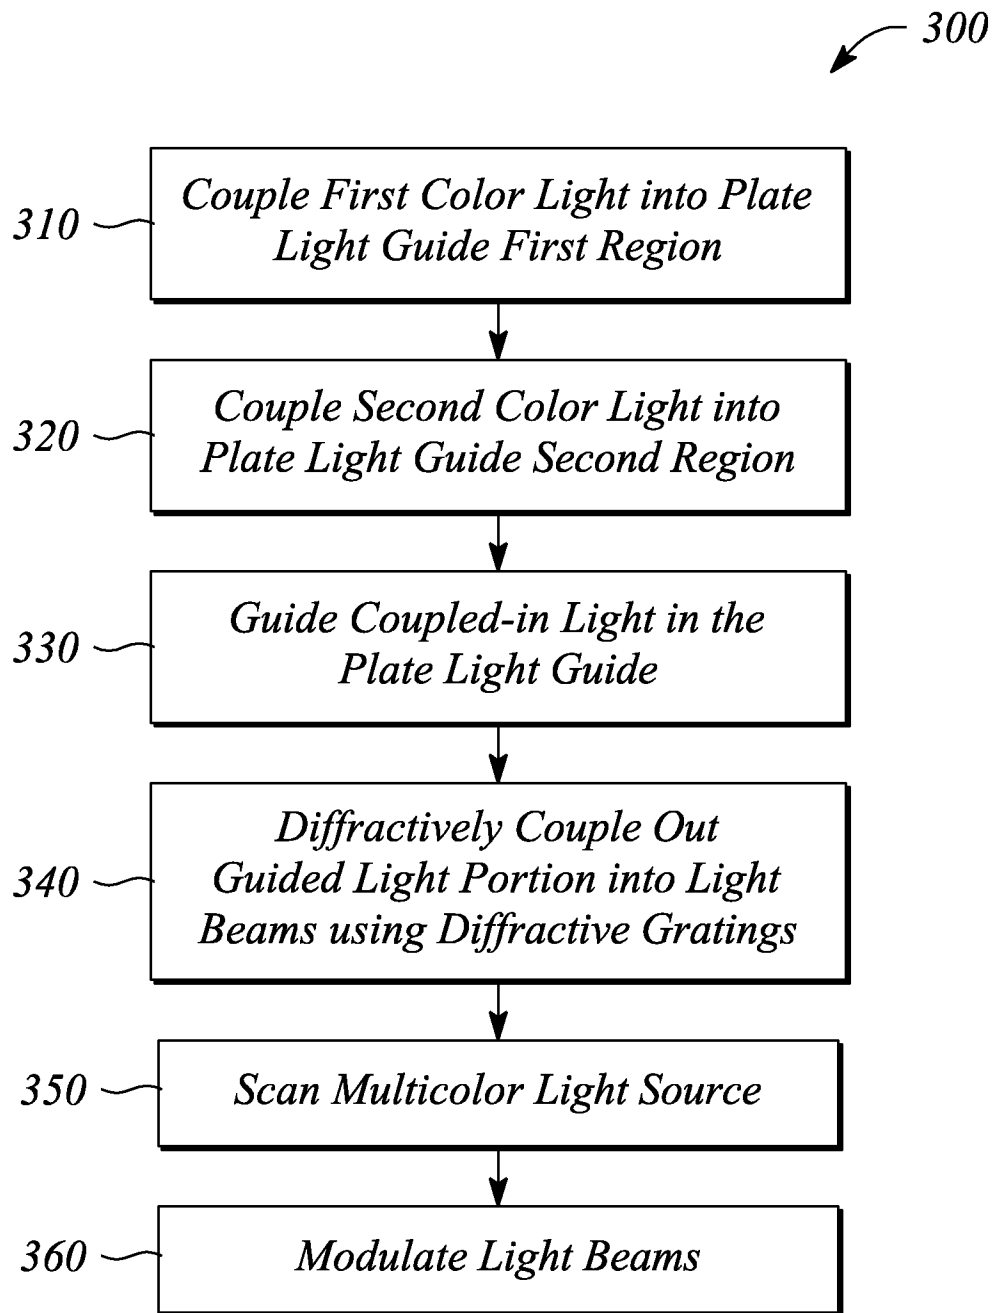 300
310
Couple First Color Light into Plate
Light Guide First Region
320
Couple Second Color Light into
Plate Light Guide Second Region
330
Guide Coupled-in Light in the
Plate Light Guide
340
Diffractively Couple Out
Guided Light Portion into Light
Beams using Diffractive Gratings
350
Scan Multicolor Light Source
360
Modulate Light Beams